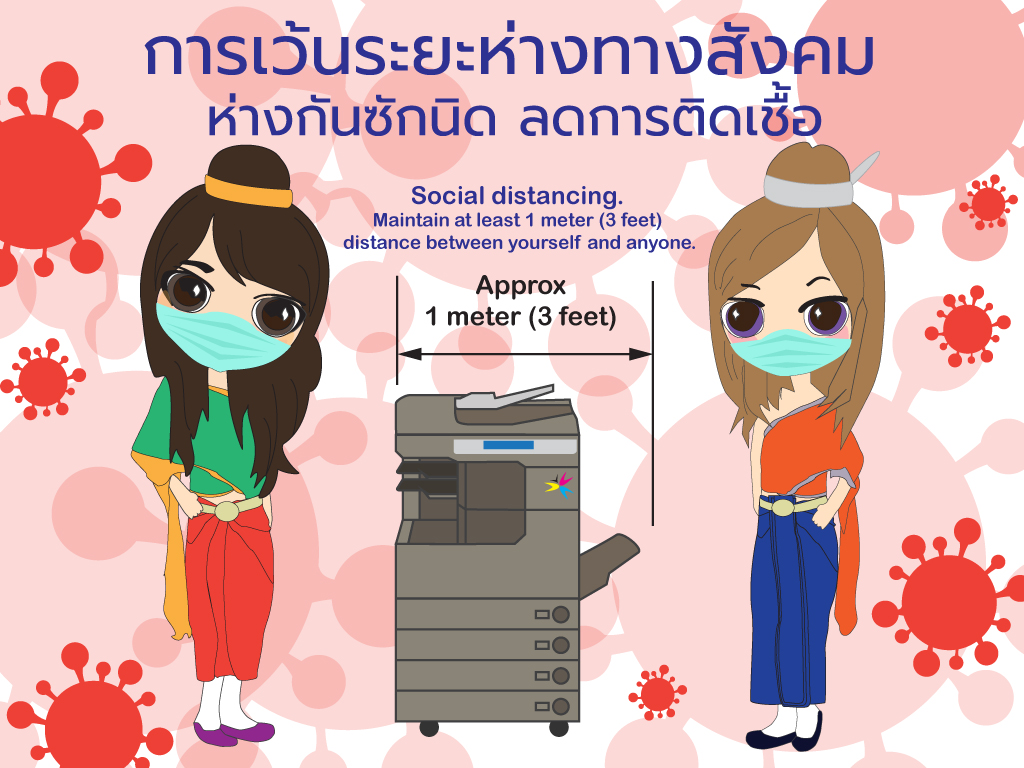 การเว้นระยะห่างทางสังคม
ห่างกันซักนิด ลดการติดเชื้อ
Social distancing.
Maintain at least 1 meter (3 feet)
distance between yourself and anyone.
Approx
1 meter (3 feet)